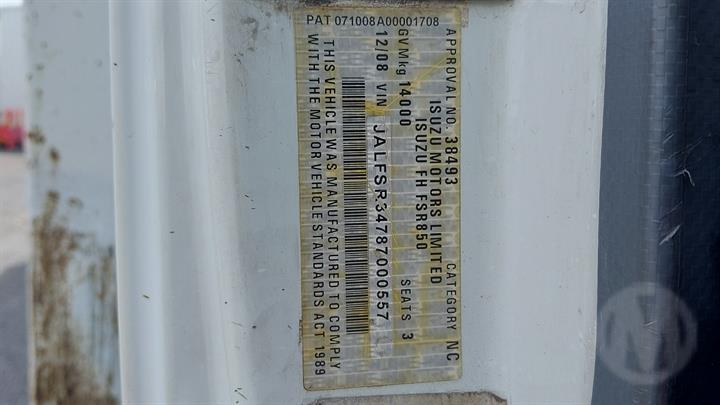 PAT 071008A00001708
APPROVAL NO. 38493 CATEGORY NC
ISUZU MOTORS LIMITED
ISUZU FH FSR850
GVM kg 14000 SEATS 3
12/08 VIN JALFSR34787000557
THIS VEHICLE WAS MANUFACTURED TO COMPLY
WITH THE MOTOR VEHICLE STANDARDS ACT 1989
M